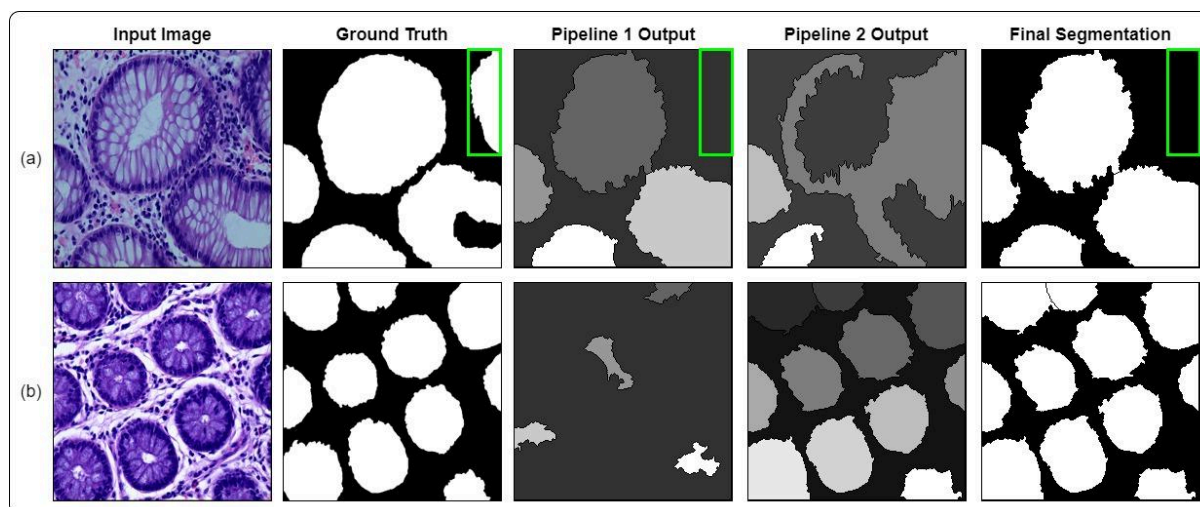 Input Image Ground Truth Pipeline 1 Output Pipeline 2 Output Final Segmentation
(a)
(b)